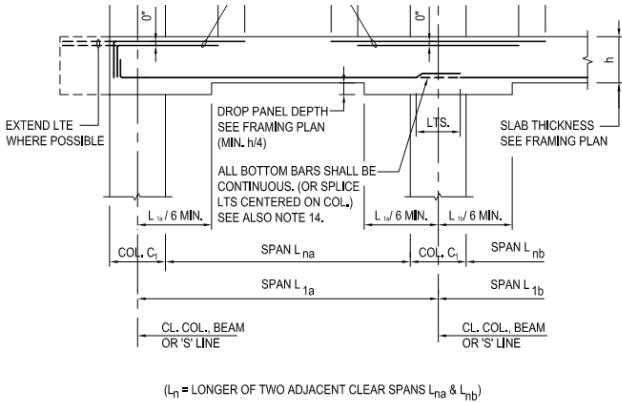 0"
0"
h
EXTEND LTE
WHERE POSSIBLE
DROP PANEL DEPTH
SEE FRAMING PLAN
(MIN. h/4)
LTS.
SLAB THICKNESS
SEE FRAMING PLAN
ALL BOTTOM BARS SHALL BE
CONTINUOUS. (OR SPLICE
LTS CENTERED ON COL.)
SEE ALSO NOTE 14.
L 1a/ 6 MIN.
L 1a/ 6 MIN.
L 1b/ 6 MIN.
COL. C1
SPAN Lna
COL. C1
SPAN Lnb
SPAN L1a
SPAN L1b
CL. COL., BEAM
OR 'S' LINE
CL. COL., BEAM
OR 'S' LINE
(Ln = LONGER OF TWO ADJACENT CLEAR SPANS Lna & Lnb)